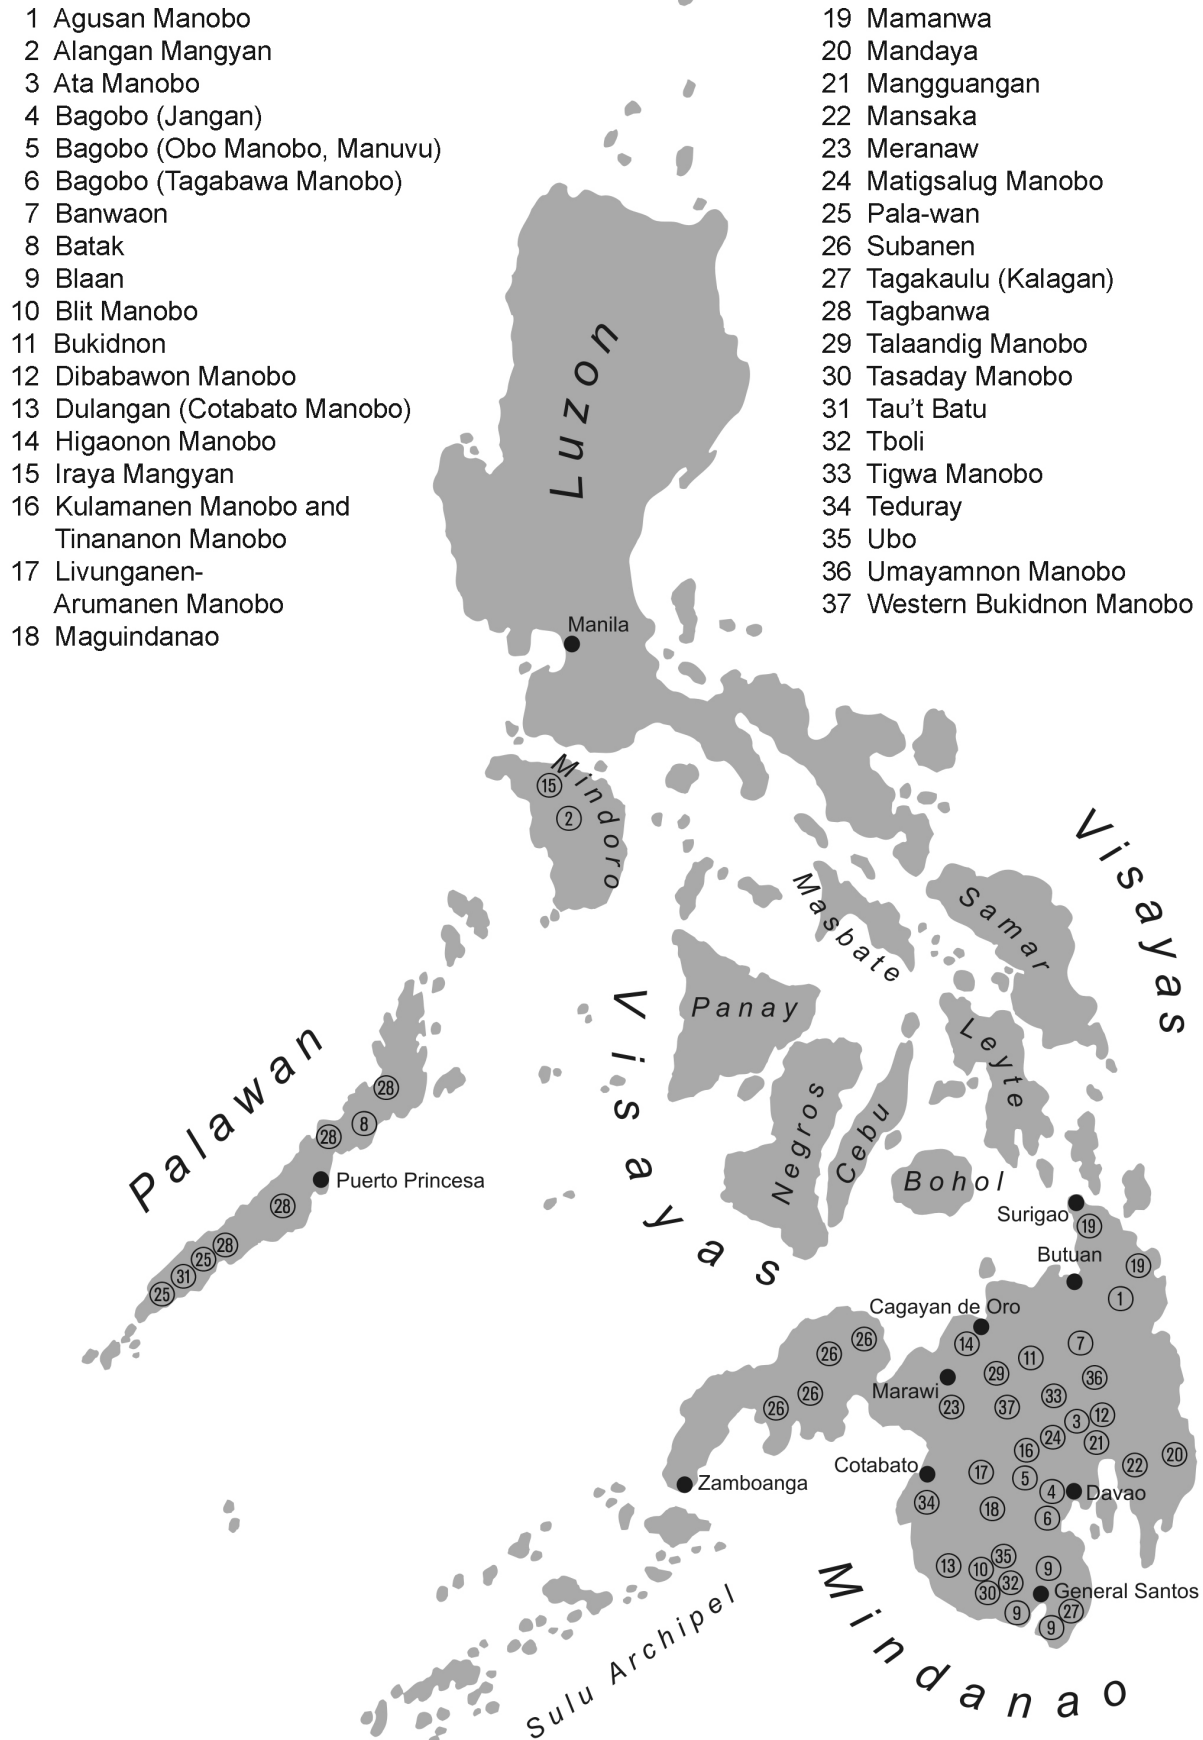 1 Agusan Manobo
2 Alangan Mangyan
3 Ata Manobo
4 Bagobo (Jangan)
5 Bagobo (Obo Manobo, Manuvu)
6 Bagobo (Tagabawa Manobo)
7 Banwaon
8 Batak
9 Blaan
10 Blit Manobo
11 Bukidnon
12 Dibabawon Manobo
13 Dulangan (Cotabato Manobo)
14 Higaonon Manobo
15 Iraya Mangyan
16 Kulamanen Manobo and
Tinananon Manobo
17 Livunganen-
Arumanen Manobo
18 Maguindanao
19 Mamanwa
20 Mandaya
21 Mangguangan
22 Mansaka
23 Meranaw
24 Matigsalug Manobo
25 Pala-wan
26 Subanen
27 Tagakaulu (Kalagan)
28 Tagbanwa
29 Talaandig Manobo
30 Tasaday Manobo
31 Tau't Batu
32 Tboli
33 Tigwa Manobo
34 Teduray
35 Ubo
36 Umayamnon Manobo
37 Western Bukidnon Manobo
Luzon
Manila
Mindoro
15
2
Masbate
Samar
Visayas
Panay
Leyte
Visayas
Negros
Cebu
Bohol
Palawan
28
8
28
Puerto Princesa
28
28
25
31
25
Surigao
19
Butuan
19
1
Cagayan de Oro
14
7
11
26
26
29
36
Marawi
23
37
33
26
26
3
12
24
21
16
20
22
Cotabato
17
5
Zamboanga
4
Davao
34
18
6
35
13
10
9
32
30
General Santos
9
27
9
Sulu Archipel
Mindanao